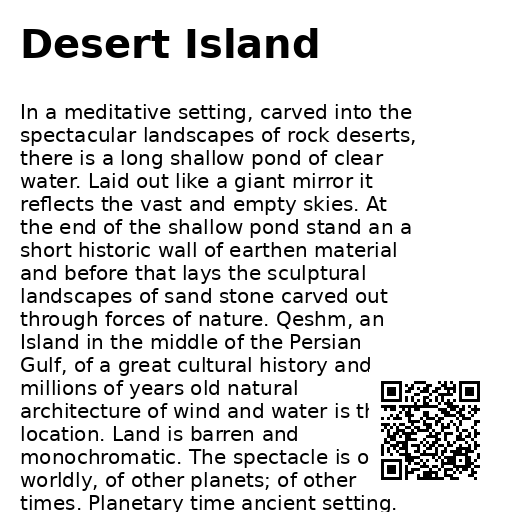 Desert Island
In a meditative setting, carved into the
spectacular landscapes of rock deserts,
there is a long shallow pond of clear
water. Laid out like a giant mirror it
reflects the vast and empty skies. At
the end of the shallow pond stand an a
short historic wall of earthen material
and before that lays the sculptural
landscapes of sand stone carved out
through forces of nature. Qeshm, an
Island in the middle of the Persian
Gulf, of a great cultural history and
millions of years old natural
architecture of wind and water is
location. Land is barren and
monochromatic. The spectacle is
worldly, of other planets; of other
times. Planetary time ancient setting.